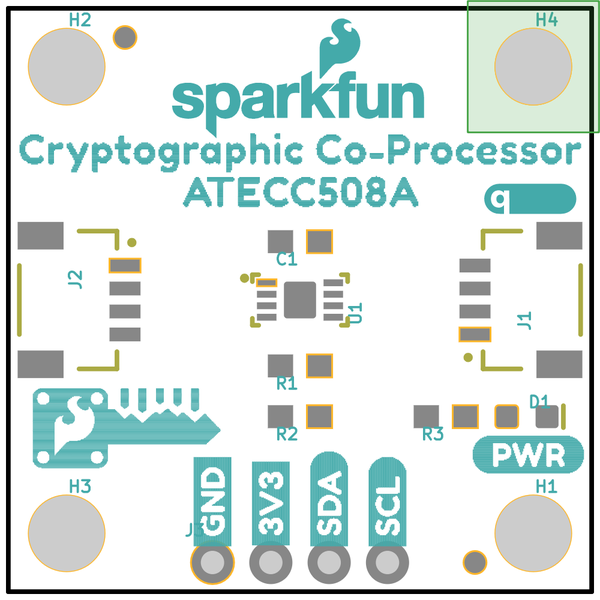 H2
H4
sparkfun
Cryptographic Co-Processor
ATECC508A
q
J2
C1
U1
J1
R1
D1
R2
R3
PWR
H3
GND
3V3
SDA
SCL
H1